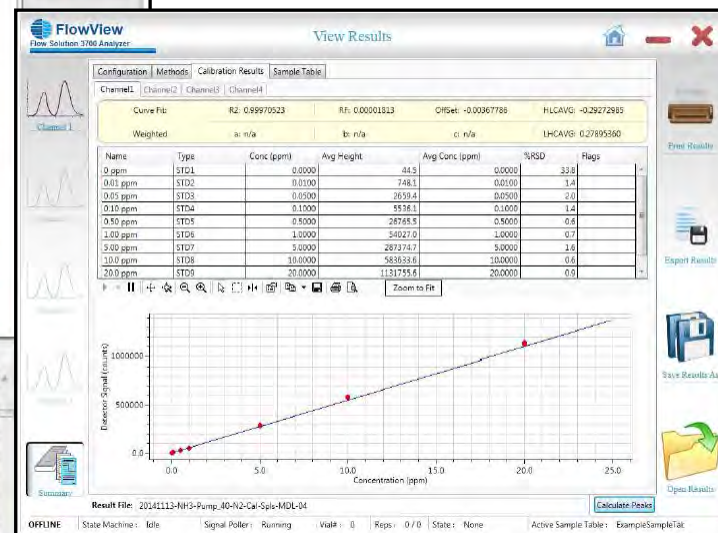 FlowView
Flow Solution 3700 Analyzer
View Results
Configuration Methods Calibration Results Sample Table
Channel1 Channel2 Channel3 Channel4
Curve Fit: R2: 0.99970523 RF: 0.00001813 OffSet: -0.00367786 HLCAVG: -0.29272985
Weighted a: n/a b: n/a c: n/a LHCAVG: 0.27895360
Name Type Conc (ppm) Avg Height Avg Conc (ppm) %RSD Flags
0 ppm STD1 0.0000 44.5 0.0000 33.8
0.01 ppm STD2 0.0100 748.1 0.0100 1.4
0.05 ppm STD3 0.0500 2659.4 0.0500 2.0
0.10 ppm STD4 0.1000 5536.1 0.1000 1.4
0.50 ppm STD5 0.5000 26765.5 0.5000 0.6
1.00 ppm STD6 1.0000 54027.0 1.0000 0.7
5.00 ppm STD7 5.0000 287374.7 5.0000 1.6
10.0 ppm STD8 10.0000 583633.6 10.0000 0.6
20.0 ppm STD9 20.0000 1131755.6 20.0000 0.9
Zoom to Fit
Detector Signal (counts)
1000000
500000
0.0
0.0 5.0 10.0 15.0 20.0 25.0
Concentration (ppm)
Result File: 20141113-NH3-Pump_40-N2-Cal-Spls-MDL-04
Calculate Peaks
OFFLINE State Machine: Idle Signal Poller: Running Vial#: 0 Reps: 0/0 State: None Active Sample Table: ExampleSampleTab
Channel 1
Summary
Print Results
Export Results
Save Results As
Open Results